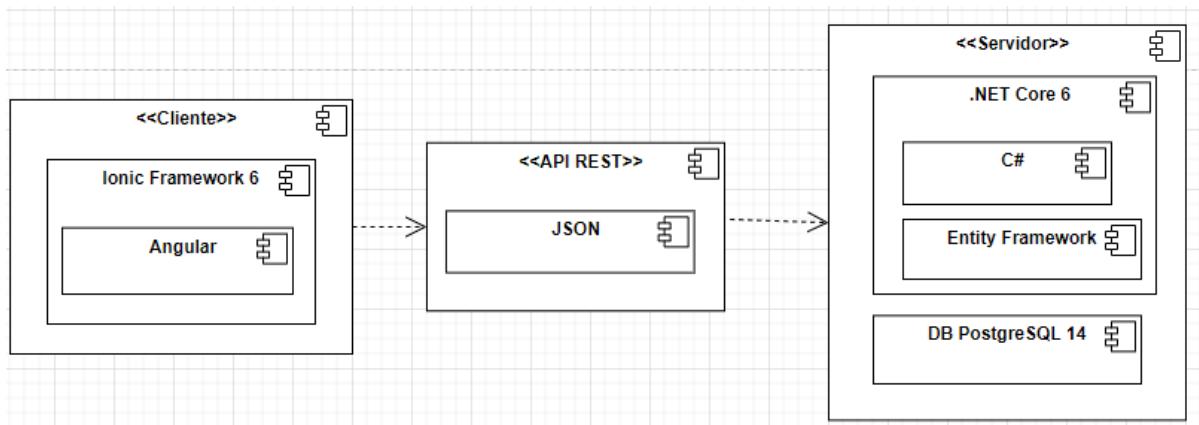 <<Cliente>>
Ionic Framework 6
Angular
<<API REST>>
JSON
<<Servidor>>
.NET Core 6
C#
Entity Framework
DB PostgreSQL 14